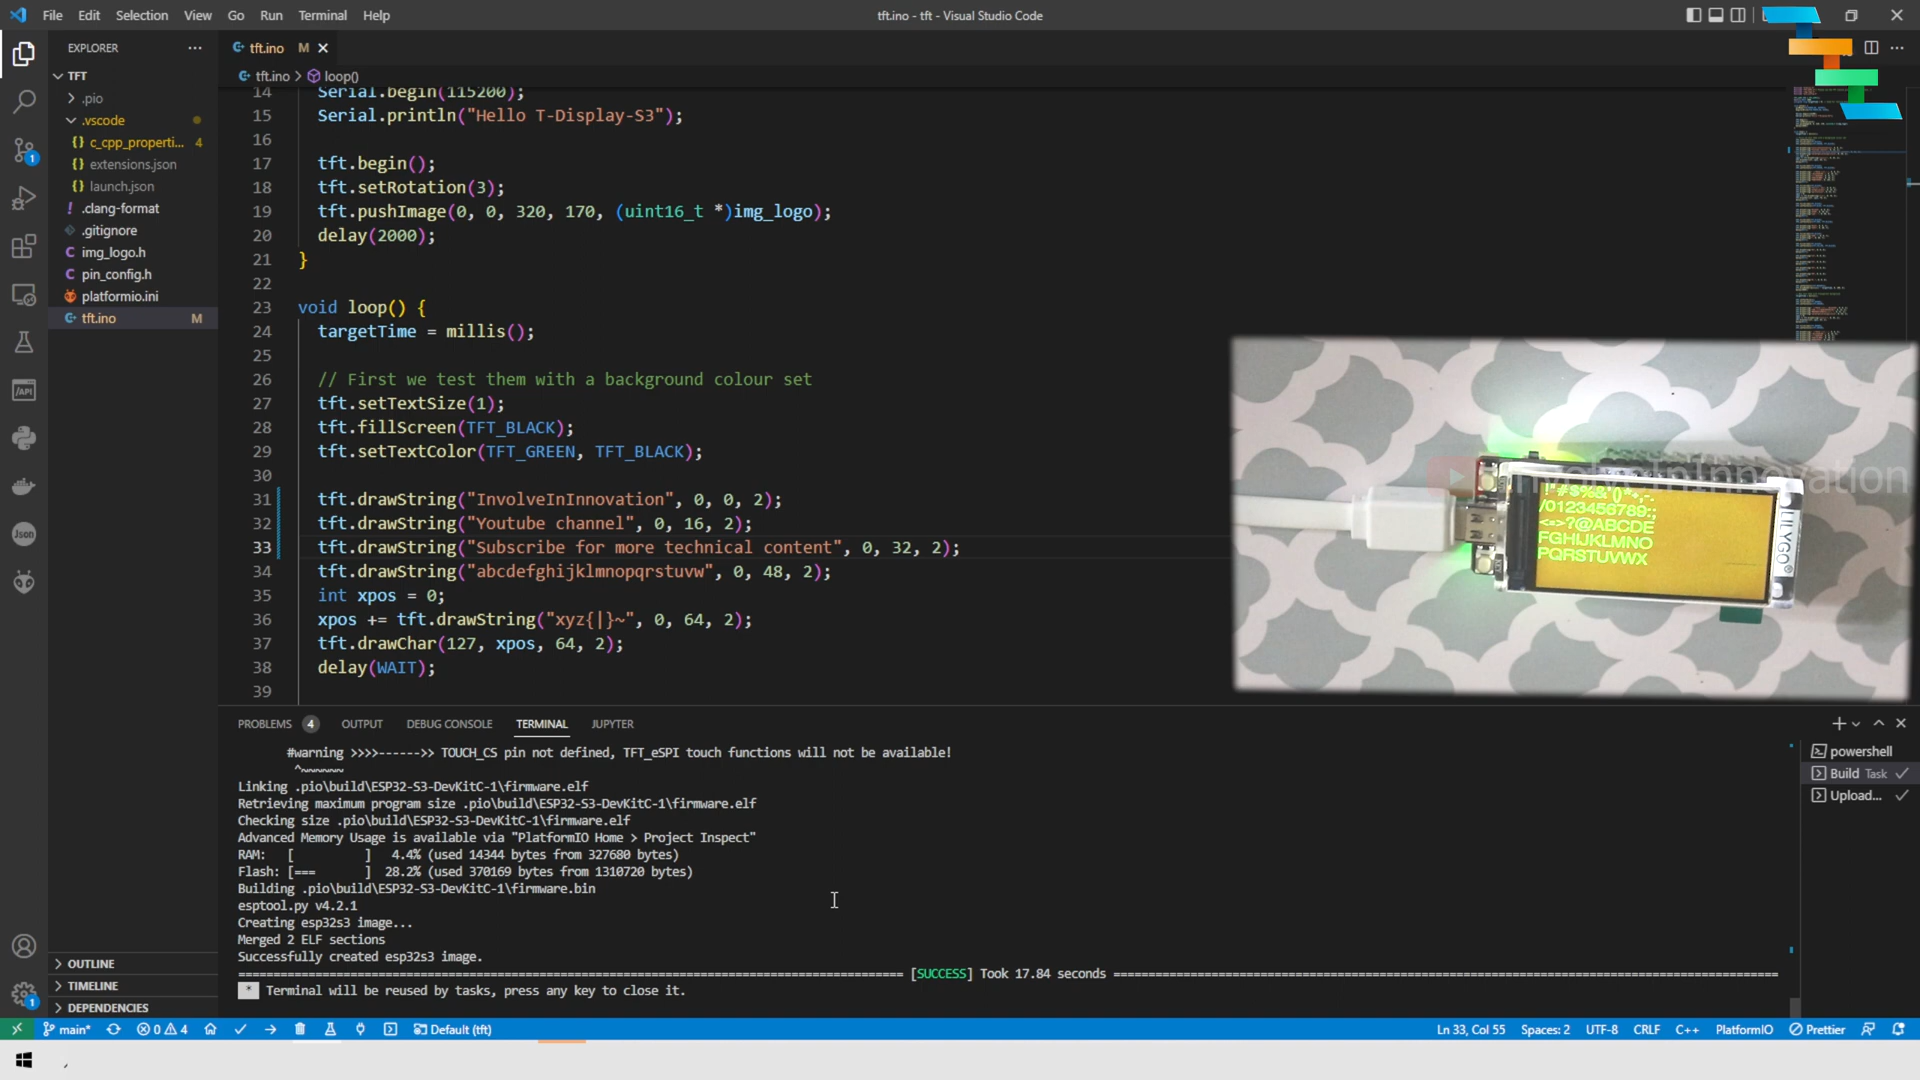 File Edit Selection View Go Run Terminal Help
tft.ino - tft - Visual Studio Code
EXPLORER
TFT
.pio
.vscode
c_cpp_properti... 4
extensions.json
launch.json
.clang-format
.gitignore
img_logo.h
pin_config.h
platformio.ini
tft.ino M
tft.ino M
tft.ino > loop()
14 Serial.begin(115200);
15 Serial.println("Hello T-Display-S3");
16
17 tft.begin();
18 tft.setRotation(3);
19 tft.pushImage(0, 0, 320, 170, (uint16_t *)img_logo);
20 delay(2000);
21 }
22
23 void loop() {
24 targetTime = millis();
25
26 // First we test them with a background colour set
27 tft.setTextSize(1);
28 tft.fillScreen(TFT_BLACK);
29 tft.setTextColor(TFT_GREEN, TFT_BLACK);
30
31 tft.drawString("InvolveInInnovation", 0, 0, 2);
32 tft.drawString("Youtube channel", 0, 16, 2);
33 tft.drawString("Subscribe for more technical content", 0, 32, 2);
34 tft.drawString("abcdefghijklmnopqrstuvw", 0, 48, 2);
35 int xpos = 0;
36 xpos += tft.drawString("xyz{|}~", 0, 64, 2);
37 tft.drawChar(127, xpos, 64, 2);
38 delay(WAIT);
39
!"#$%&'()*+,-.
/0123456789:;
<=>?@ABCDE
FGHIJKLMNO
PQRSTUVWX
LILYGO®
PROBLEMS 4 OUTPUT DEBUG CONSOLE TERMINAL JUPYTER
#warning >>>>------>> TOUCH_CS pin not defined, TFT_eSPI touch functions will not be available!
^~~~~~~
Linking .pio\build\ESP32-S3-DevKitC-1\firmware.elf
Retrieving maximum program size .pio\build\ESP32-S3-DevKitC-1\firmware.elf
Checking size .pio\build\ESP32-S3-DevKitC-1\firmware.elf
Advanced Memory Usage is available via "PlatformIO Home > Project Inspect"
RAM: [ ] 4.4% (used 14344 bytes from 327680 bytes)
Flash: [=== ] 28.2% (used 370169 bytes from 1310720 bytes)
Building .pio\build\ESP32-S3-DevKitC-1\firmware.bin
esptool.py v4.2.1
Creating esp32s3 image...
Merged 2 ELF sections
Successfully created esp32s3 image.
[SUCCESS] Took 17.84 seconds
* Terminal will be reused by tasks, press any key to close it.
powershell
Build Task
Upload...
OUTLINE
TIMELINE
DEPENDENCIES
main* 0 4 Default (tft)
Ln 33, Col 55 Spaces: 2 UTF-8 CRLF C++ PlatformIO Prettier